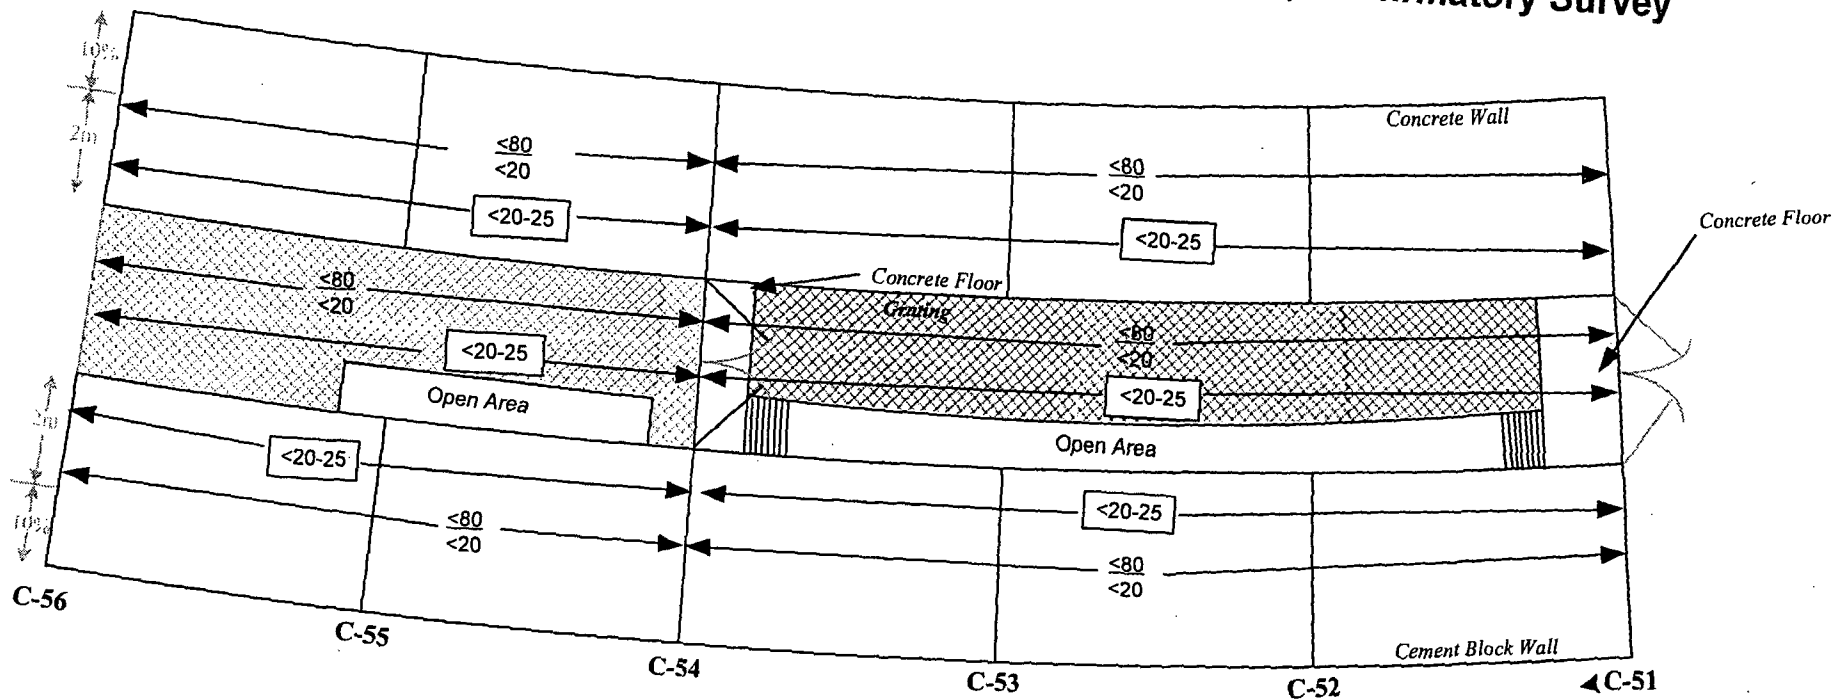 Survey
10%
2m
Concrete Wall
<80
<20
<80
<20
<20-25
<20-25
Concrete Floor
<80
<20
Concrete Floor
Grating
<80
<20
<20-25
<20-25
Open Area
Open Area
2m
<20-25
<20-25
10%
<80
<20
<80
<20
Cement Block Wall
C-56
C-55
C-54
C-53
C-52
C-51